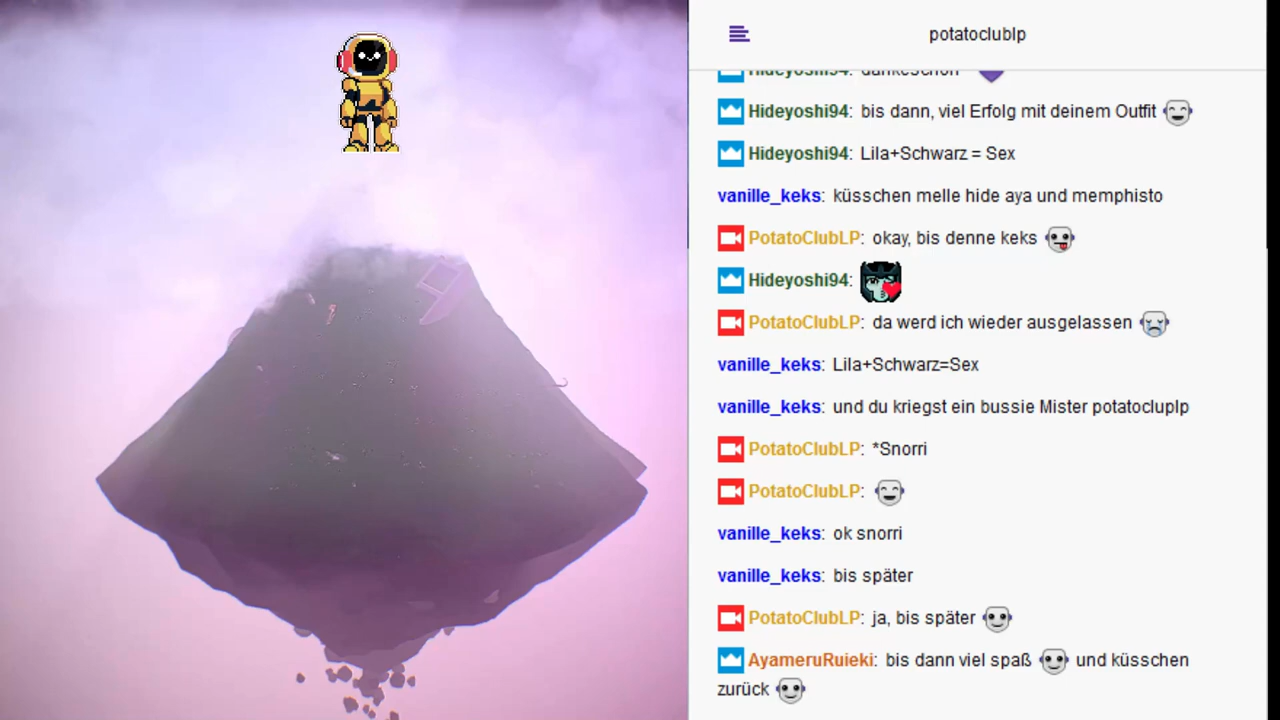 potatoclublp
Hideyoshi94: dankeschön
Hideyoshi94: bis dann, viel Erfolg mit deinem Outfit
Hideyoshi94: Lila+Schwarz = Sex
vanille_keks: küsschen melle hide aya und memphisto
PotatoClubLP: okay, bis denne keks
Hideyoshi94:
PotatoClubLP: da werd ich wieder ausgelassen
vanille_keks: Lila+Schwarz=Sex
vanille_keks: und du kriegst ein bussie Mister potatocluplp
PotatoClubLP: *Snorri
PotatoClubLP:
vanille_keks: ok snorri
vanille_keks: bis später
PotatoClubLP: ja, bis später
AyameruRuieki: bis dann viel spaß und küsschen
zurück